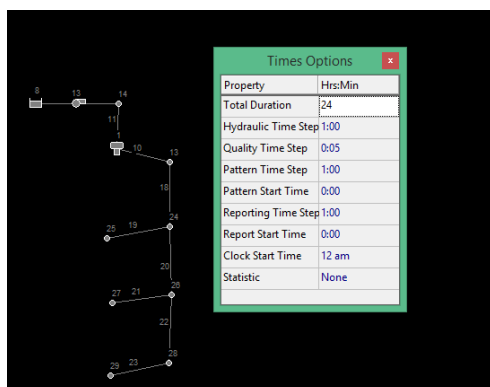 Times Options
x
Property Hrs:Min
Total Duration 24
Hydraulic Time Step 1:00
Quality Time Step 0:05
Pattern Time Step 1:00
Pattern Start Time 0:00
Reporting Time Step 1:00
Report Start Time 0:00
Clock Start Time 12 am
Statistic None
8
13
14
11
1
10
13
18
25
19
24
20
27
21
26
22
29
23
28